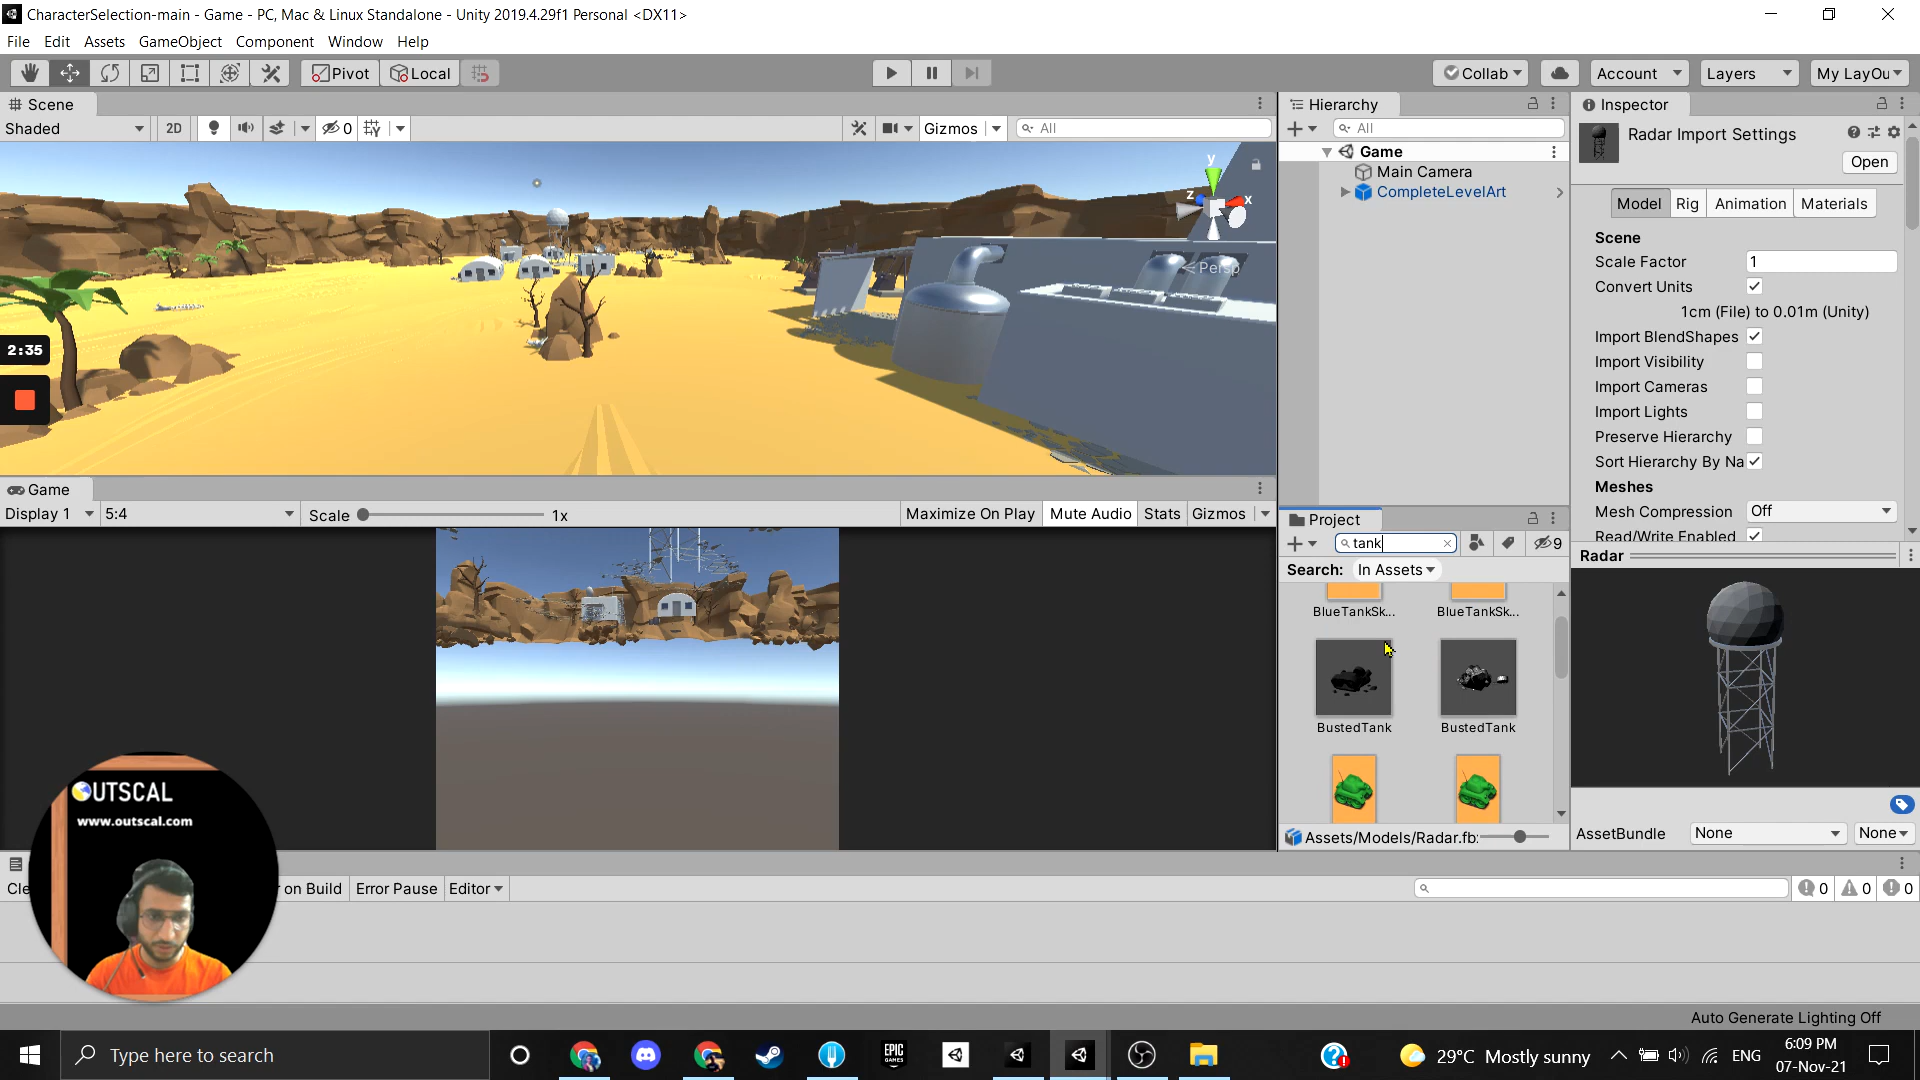 CharacterSelection-main - Game - PC, Mac & Linux Standalone - Unity 2019.4.29f1 Personal <DX11>
File Edit Assets GameObject Component Window Help
Pivot Local Collab Account Layers My LayOu
Scene
Shaded 2D 0 Gizmos All
y
z x
Persp
2:35
Game
Display 1 5:4 Scale 1x Maximize On Play Mute Audio Stats Gizmos
Hierarchy
All
Game
Main Camera
CompleteLevelArt
Project
tank 9
Search: In Assets
BlueTankSk... BlueTankSk...
BustedTank BustedTank
Assets/Models/Radar.fb
Inspector
Radar Import Settings
Open
Model Rig Animation Materials
Scene
Scale Factor 1
Convert Units
1cm (File) to 0.01m (Unity)
Import BlendShapes
Import Visibility
Import Cameras
Import Lights
Preserve Hierarchy
Sort Hierarchy By Na
Meshes
Mesh Compression Off
Read/Write Enabled
Radar
AssetBundle None None
Cle r on Build Error Pause Editor 0 0 0
OUTSCAL
www.outscal.com
Auto Generate Lighting Off
Type here to search
EPIC GAMES
29°C Mostly sunny ENG 6:09 PM
07-Nov-21